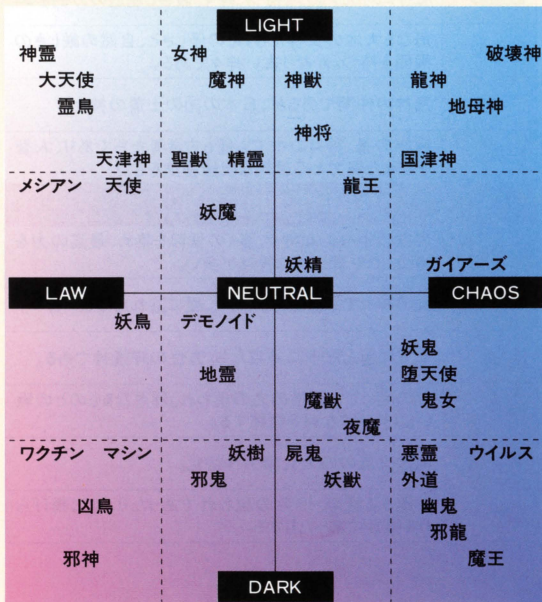 LIGHT
神霊 女神 破壊神
大天使 魔神 神獣 龍神
霊鳥 地母神
神将
天津神 聖獣 精霊 国津神
メシアン 天使 龍王
妖魔
妖精 ガイアーズ
LAW NEUTRAL CHAOS
妖鳥 デモノイド
妖鬼
地霊 堕天使
魔獣 鬼女
夜魔
ワクチン マシン 妖樹 屍鬼 悪霊 ウイルス
邪鬼 妖獣 外道
凶鳥 幽鬼
邪龍
邪神 魔王
DARK